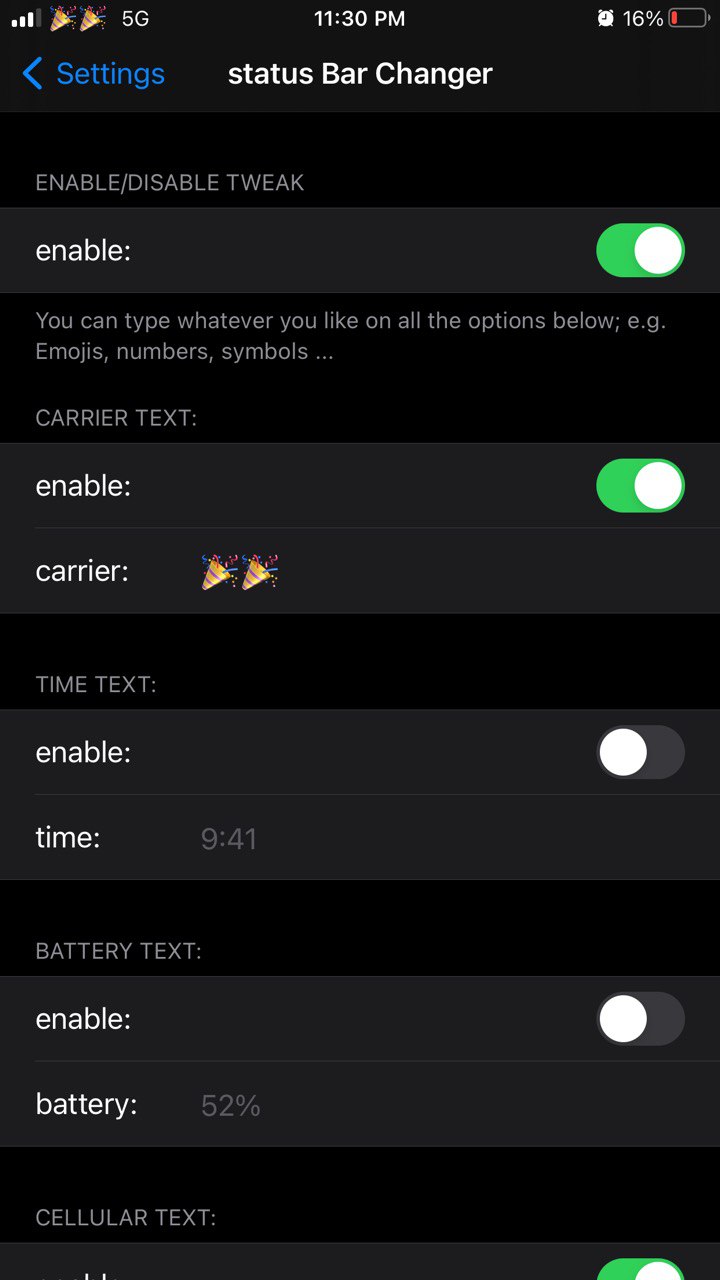 🎉🎉 5G 11:30 PM 16%
Settings status Bar Changer
ENABLE/DISABLE TWEAK
enable:
You can type whatever you like on all the options below; e.g.
Emojis, numbers, symbols ...
CARRIER TEXT:
enable:
carrier: 🎉🎉
TIME TEXT:
enable:
time: 9:41
BATTERY TEXT:
enable:
battery: 52%
CELLULAR TEXT: